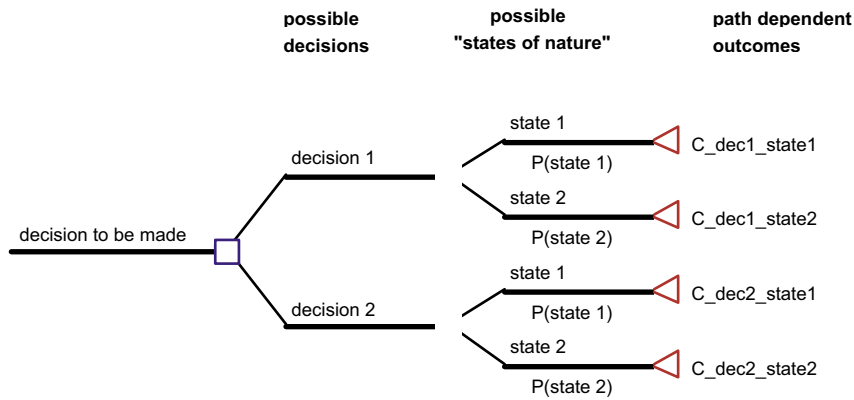 possible
decisions
possible
"states of nature"
path dependent
outcomes
decision to be made
decision 1
state 1
P(state 1)
C_dec1_state1
state 2
P(state 2)
C_dec1_state2
decision 2
state 1
P(state 1)
C_dec2_state1
state 2
P(state 2)
C_dec2_state2